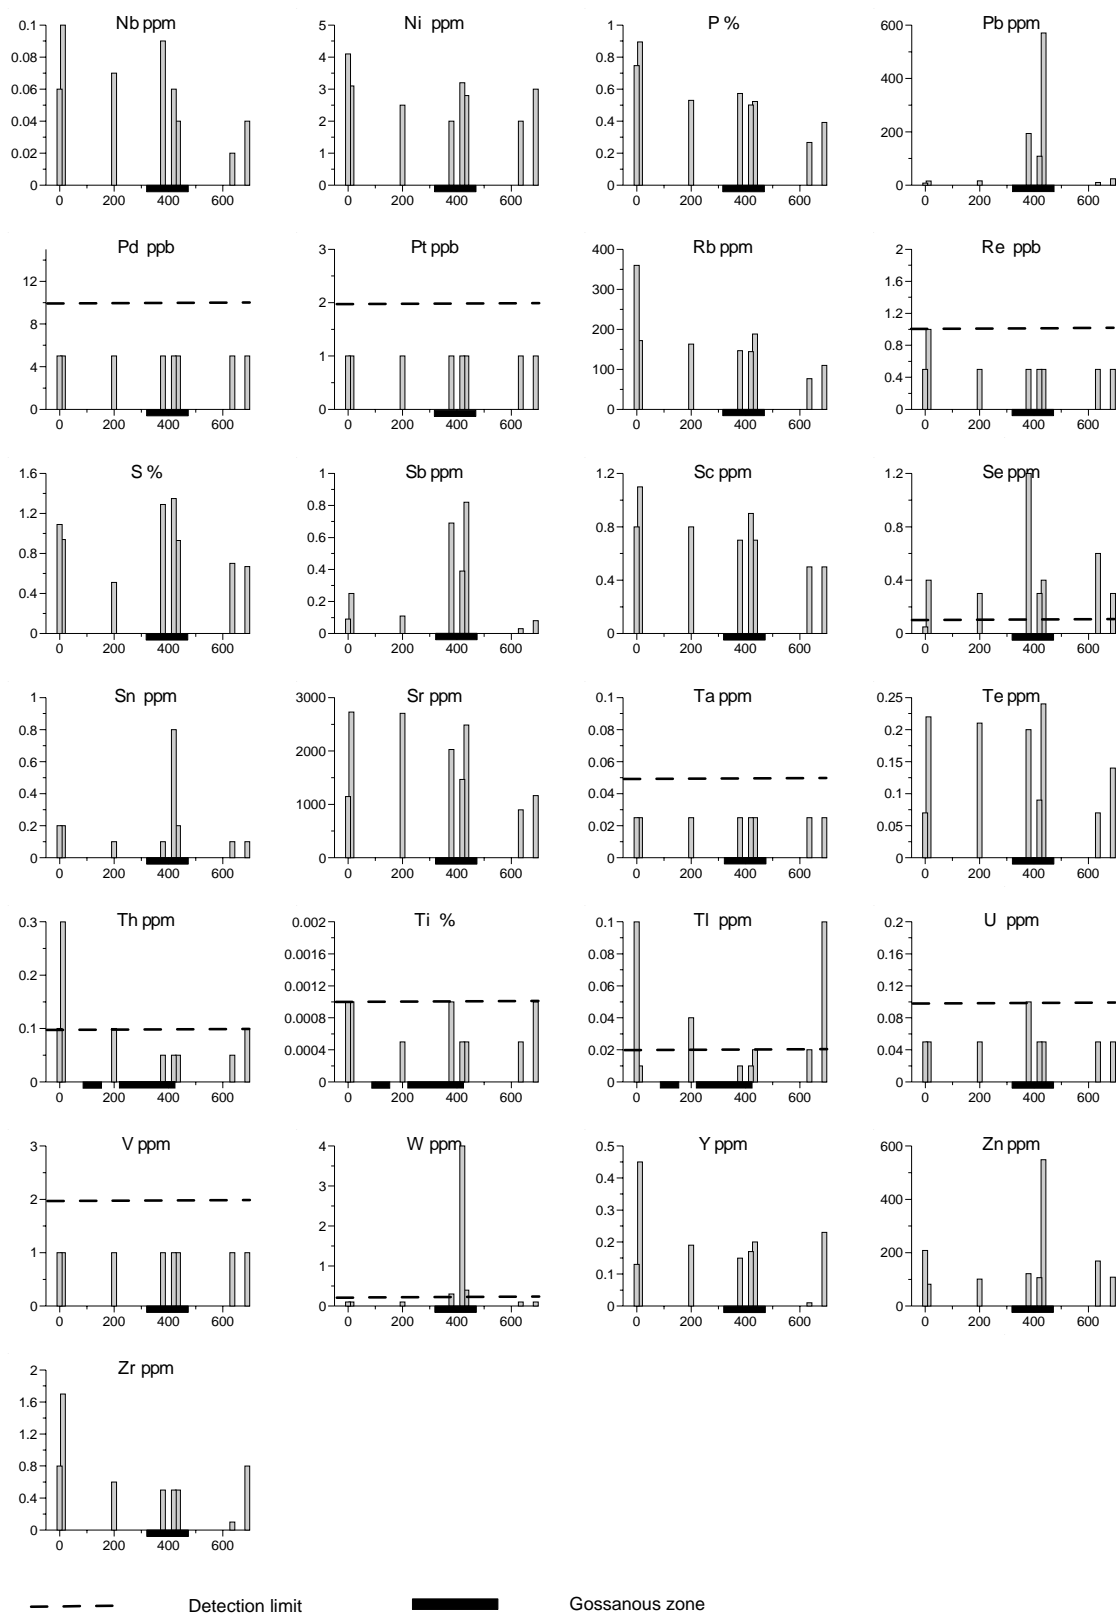 Nb ppm
0.1
0.08
0.06
0.04
0.02
0
0 200 400 600
Ni ppm
5
4
3
2
1
0
0 200 400 600
P %
1
0.8
0.6
0.4
0.2
0
0 200 400 600
Pb ppm
600
400
200
0
0 200 400 600
Pd ppb
12
8
4
0
0 200 400 600
Pt ppb
3
2
1
0
0 200 400 600
Rb ppm
400
300
200
100
0
0 200 400 600
Re ppb
2
1.6
1.2
0.8
0.4
0
0 200 400 600
S %
1.6
1.2
0.8
0.4
0
0 200 400 600
Sb ppm
1
0.8
0.6
0.4
0.2
0
0 200 400 600
Sc ppm
1.2
0.8
0.4
0
0 200 400 600
Se ppm
1.2
0.8
0.4
0
0 200 400 600
Sn ppm
1
0.8
0.6
0.4
0.2
0
0 200 400 600
Sr ppm
3000
2000
1000
0
0 200 400 600
Ta ppm
0.1
0.08
0.06
0.04
0.02
0
0 200 400 600
Te ppm
0.25
0.2
0.15
0.1
0.05
0
0 200 400 600
Th ppm
0.3
0.2
0.1
0
0 200 400 600
Ti %
0.002
0.0016
0.0012
0.0008
0.0004
0
0 200 400 600
Tl ppm
0.1
0.08
0.06
0.04
0.02
0
0 200 400 600
U ppm
0.2
0.16
0.12
0.08
0.04
0
0 200 400 600
V ppm
3
2
1
0
0 200 400 600
W ppm
4
3
2
1
0
0 200 400 600
Y ppm
0.5
0.4
0.3
0.2
0.1
0
0 200 400 600
Zn ppm
600
400
200
0
0 200 400 600
Zr ppm
2
1.6
1.2
0.8
0.4
0
0 200 400 600
Detection limit
Gossanous zone